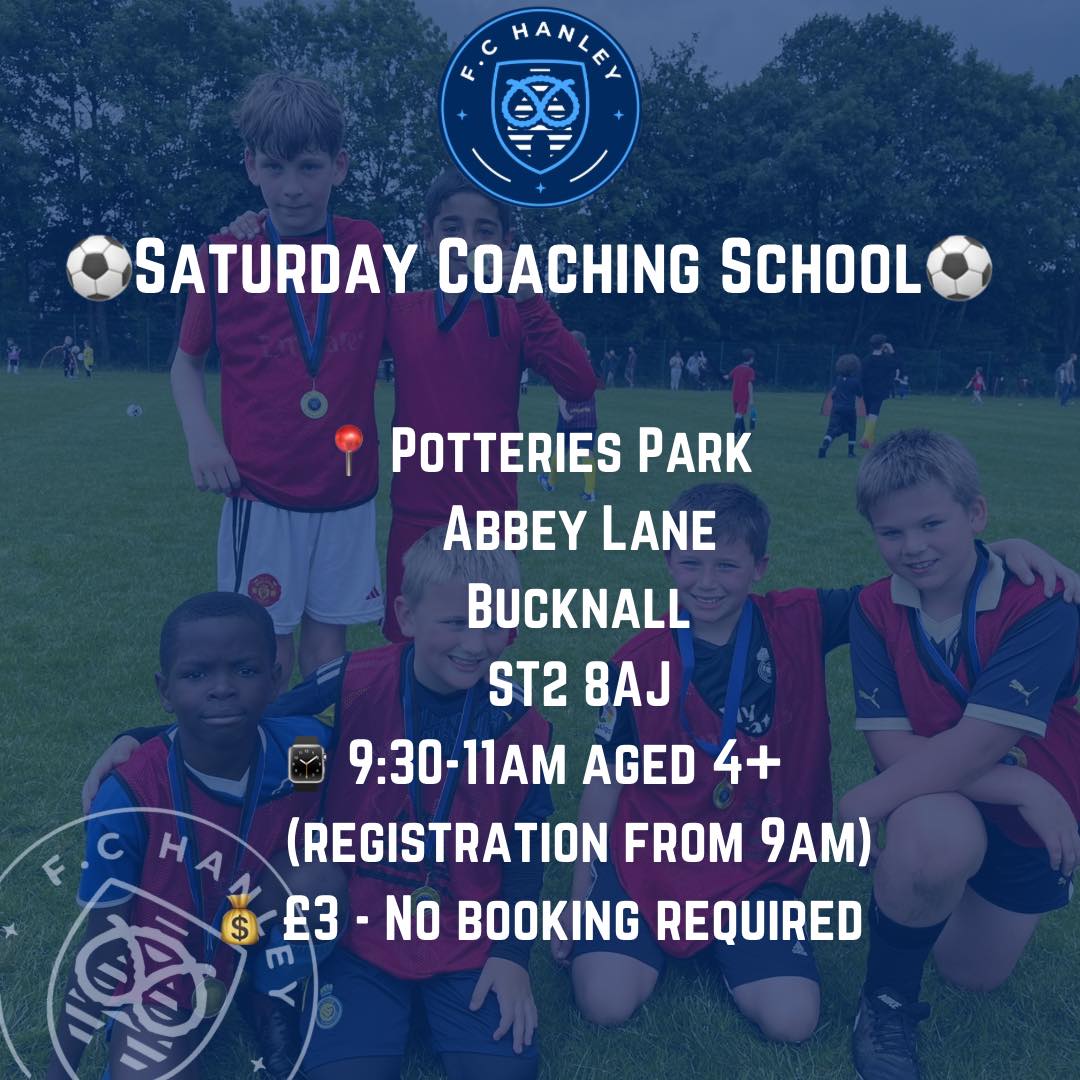 F.C HANLEY
⚽SATURDAY COACHING SCHOOL⚽
📍 POTTERIES PARK
ABBEY LANE
BUCKNALL
ST2 8AJ
⌚ 9:30-11AM AGED 4+
(REGISTRATION FROM 9AM)
💰 £3 - NO BOOKING REQUIRED
F.C HANLEY